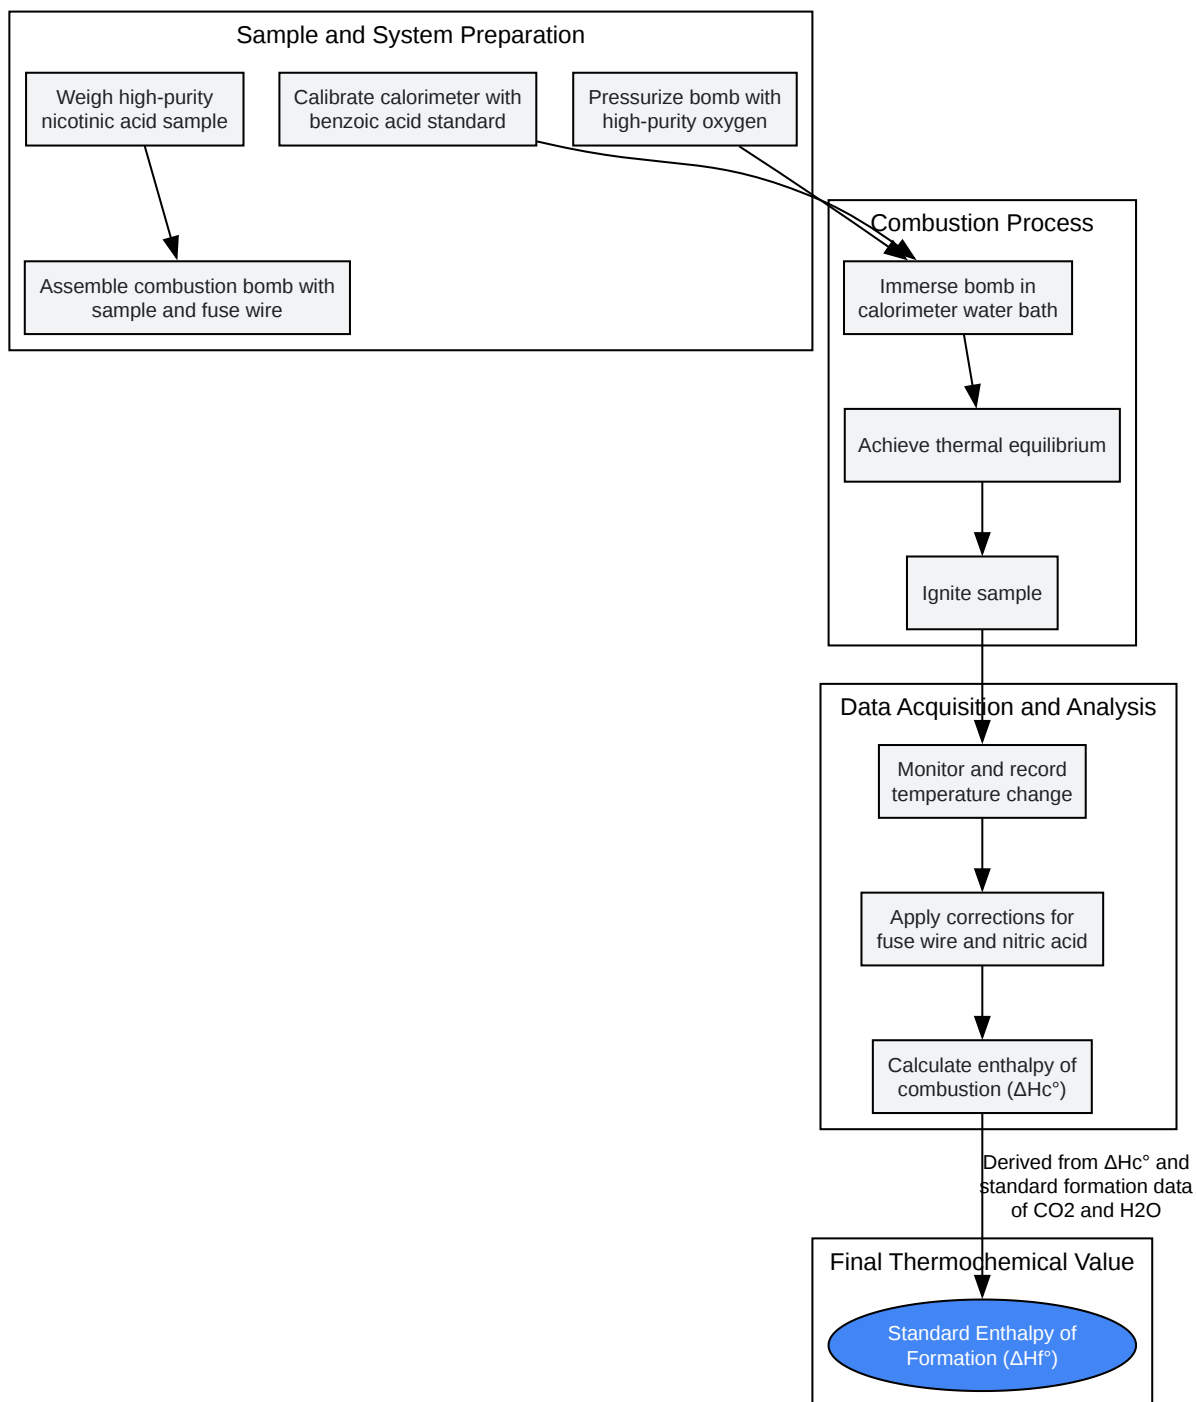 Sample and System Preparation
Weigh high-purity
nicotinic acid sample
Calibrate calorimeter with
benzoic acid standard
Pressurize bomb with
high-purity oxygen
Assemble combustion bomb with
sample and fuse wire
Combustion Process
Immerse bomb in
calorimeter water bath
Achieve thermal equilibrium
Ignite sample
Data Acquisition and Analysis
Monitor and record
temperature change
Apply corrections for
fuse wire and nitric acid
Calculate enthalpy of
combustion (ΔHc°)
Derived from ΔHc° and
standard formation data
of CO2 and H2O
Final Thermochemical Value
Standard Enthalpy of
Formation (ΔHf°)